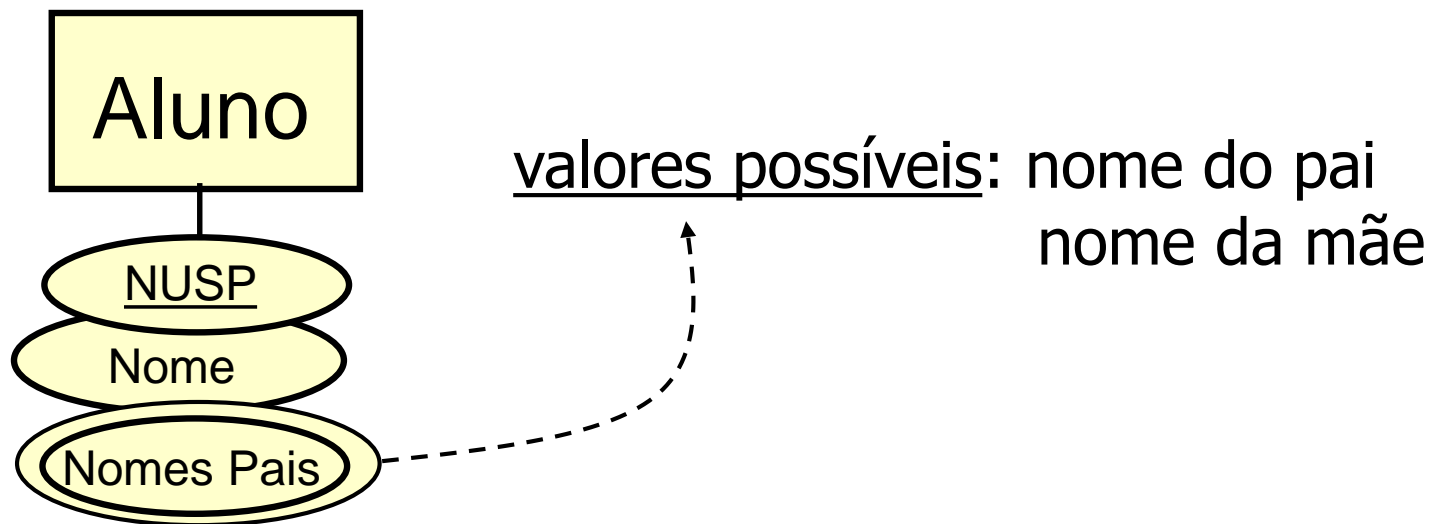 Aluno
valores possíveis: nome do pai
nome da mãe
NUSP
Nome
Nomes Pais